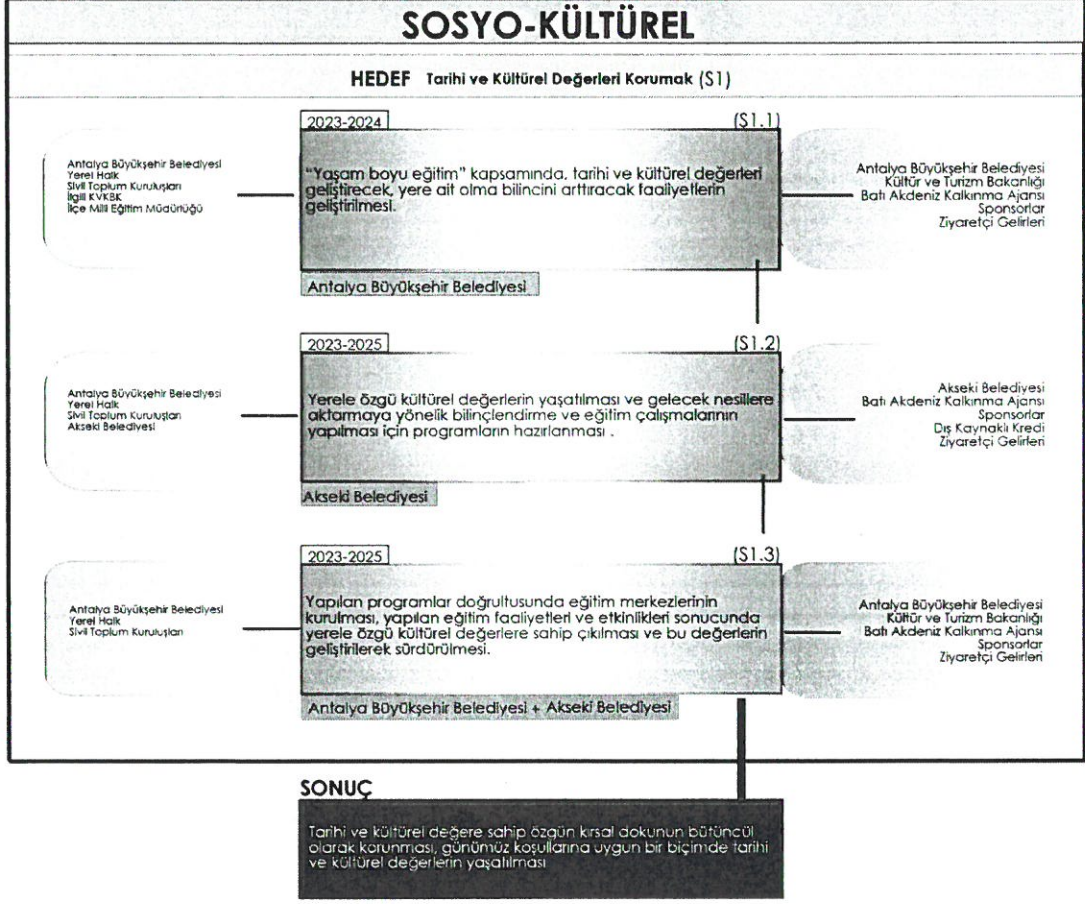 SOSYO-KÜLTÜREL
HEDEF Tarihi ve Kültürel Değerleri Korumak (S1)
2023-2024
(S1.1)
Antalya Büyükşehir Belediyesi
Yerel Halk
Sivil Toplum Kuruluşları
İlgili KVKBK
İlçe Milli Eğitim Müdürlüğü
"Yaşam boyu eğitim" kapsamında, tarihi ve kültürel değerleri
geliştirecek, yere ait olma bilincini arttıracak faaliyetlerin
geliştirilmesi.
Antalya Büyükşehir Belediyesi
Kültür ve Turizm Bakanlığı
Batı Akdeniz Kalkınma Ajansı
Sponsorlar
Ziyaretçi Gelirleri
Antalya Büyükşehir Belediyesi
2023-2025
(S1.2)
Antalya Büyükşehir Belediyesi
Yerel Halk
Sivil Toplum Kuruluşları
Akseki Belediyesi
Yerele özgü kültürel değerlerin yaşatılması ve gelecek nesillere
aktarmaya yönelik bilinçlendirme ve eğitim çalışmalarının
yapılması için programların hazırlanması .
Akseki Belediyesi
Batı Akdeniz Kalkınma Ajansı
Sponsorlar
Dış Kaynaklı Kredi
Ziyaretçi Gelirleri
Akseki Belediyesi
2023-2025
(S1.3)
Antalya Büyükşehir Belediyesi
Yerel Halk
Sivil Toplum Kuruluşları
Yapılan programlar doğrultusunda eğitim merkezlerinin
kurulması, yapılan eğitim faaliyetleri ve etkinlikleri sonucunda
yerele özgü kültürel değerlere sahip çıkılması ve bu değerlerin
geliştirilerek sürdürülmesi.
Antalya Büyükşehir Belediyesi
Kültür ve Turizm Bakanlığı
Batı Akdeniz Kalkınma Ajansı
Sponsorlar
Ziyaretçi Gelirleri
Antalya Büyükşehir Belediyesi + Akseki Belediyesi
SONUÇ
Tarihi ve kültürel değere sahip özgün kırsal dokunun bütüncül
olarak korunması, günümüz koşullarına uygun bir biçimde tarihi
ve kültürel değerlerin yaşatılması